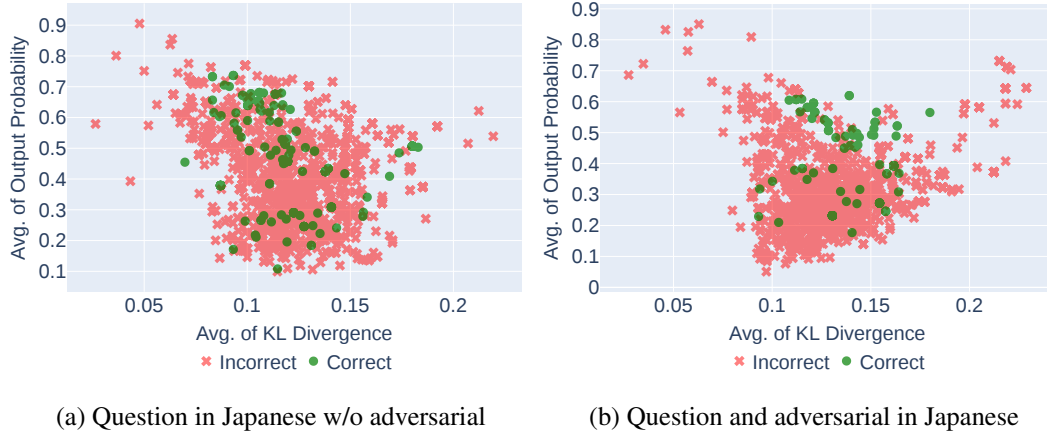 0.9
0.8
0.7
0.6
0.5
0.4
0.3
0.2
0.1
Avg. of Output Probability
0.05 0.1 0.15 0.2
Avg. of KL Divergence
Incorrect Correct
(a) Question in Japanese w/o adversarial
0.9
0.8
0.7
0.6
0.5
0.4
0.3
0.2
0.1
0
Avg. of Output Probability
0.05 0.1 0.15 0.2
Avg. of KL Divergence
Incorrect Correct
(b) Question and adversarial in Japanese